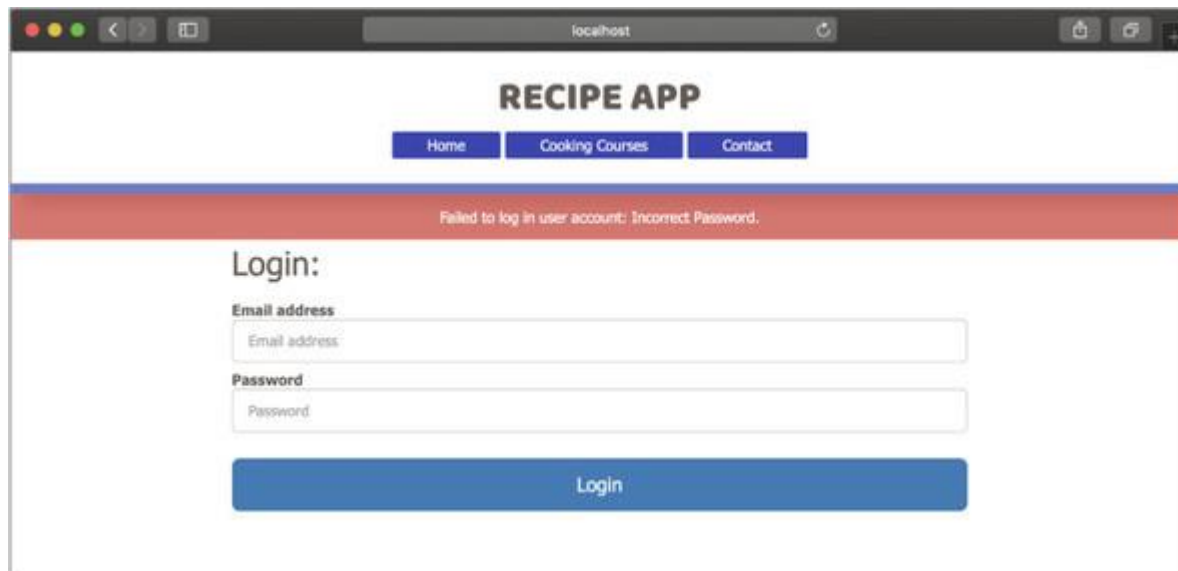 localhost
RECIPE APP
Home Cooking Courses Contact
Failed to log in user account: Incorrect Password.
Login:
Email address
Email address
Password
Password
Login